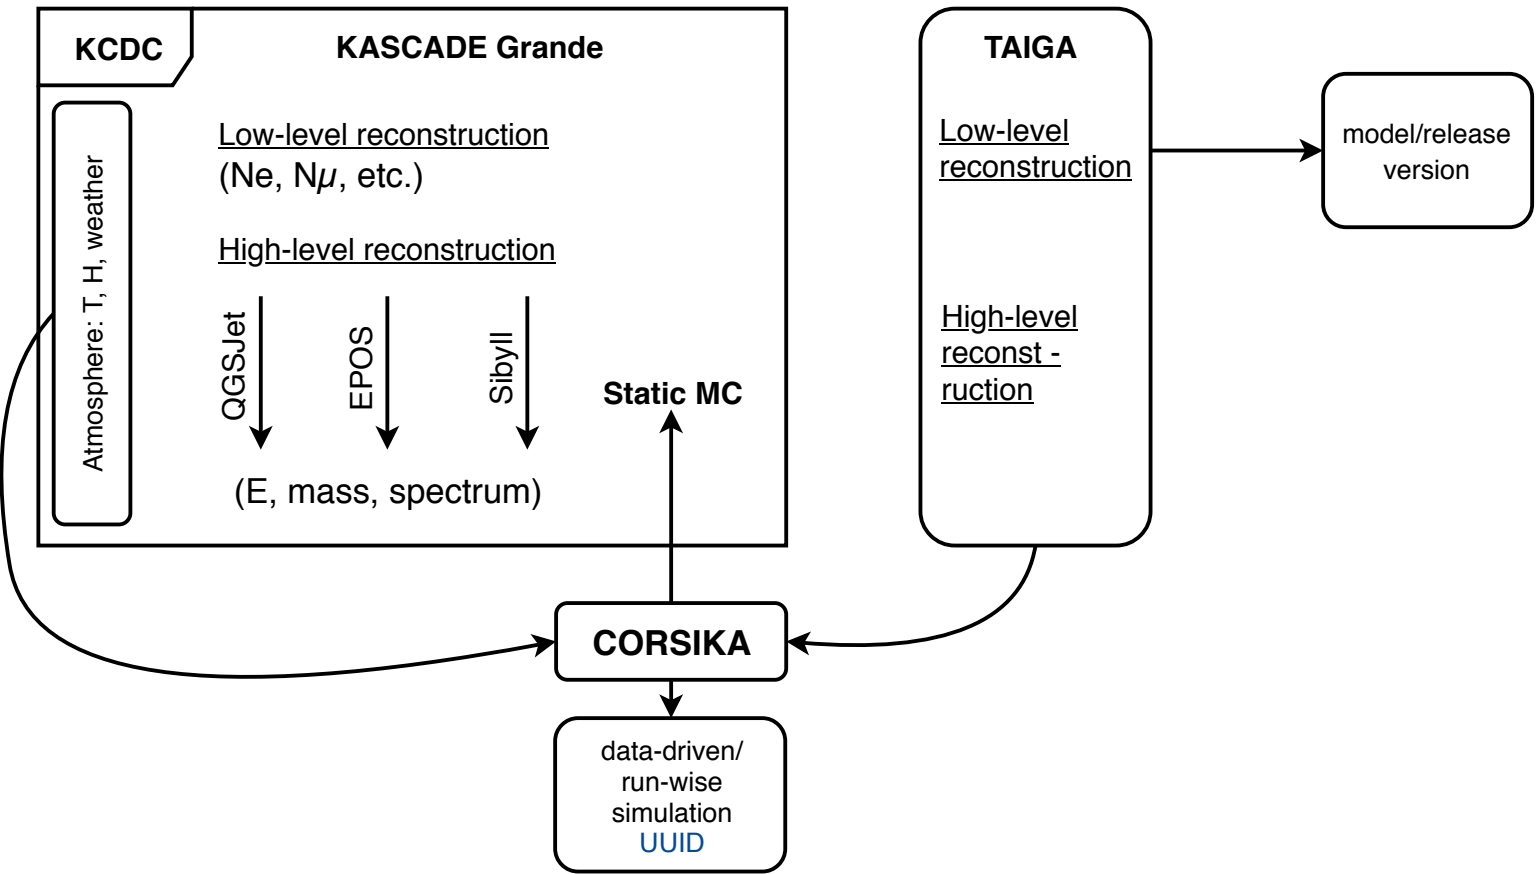 KCDC
KASCADE Grande
Atmosphere: T, H, weather
Low-level reconstruction
(Ne, Nμ, etc.)
High-level reconstruction
QGSJet
EPOS
Sibyll
(E, mass, spectrum)
Static MC
TAIGA
Low-level
reconstruction
High-level
reconst -
ruction
model/release
version
CORSIKA
data-driven/
run-wise
simulation
UUID